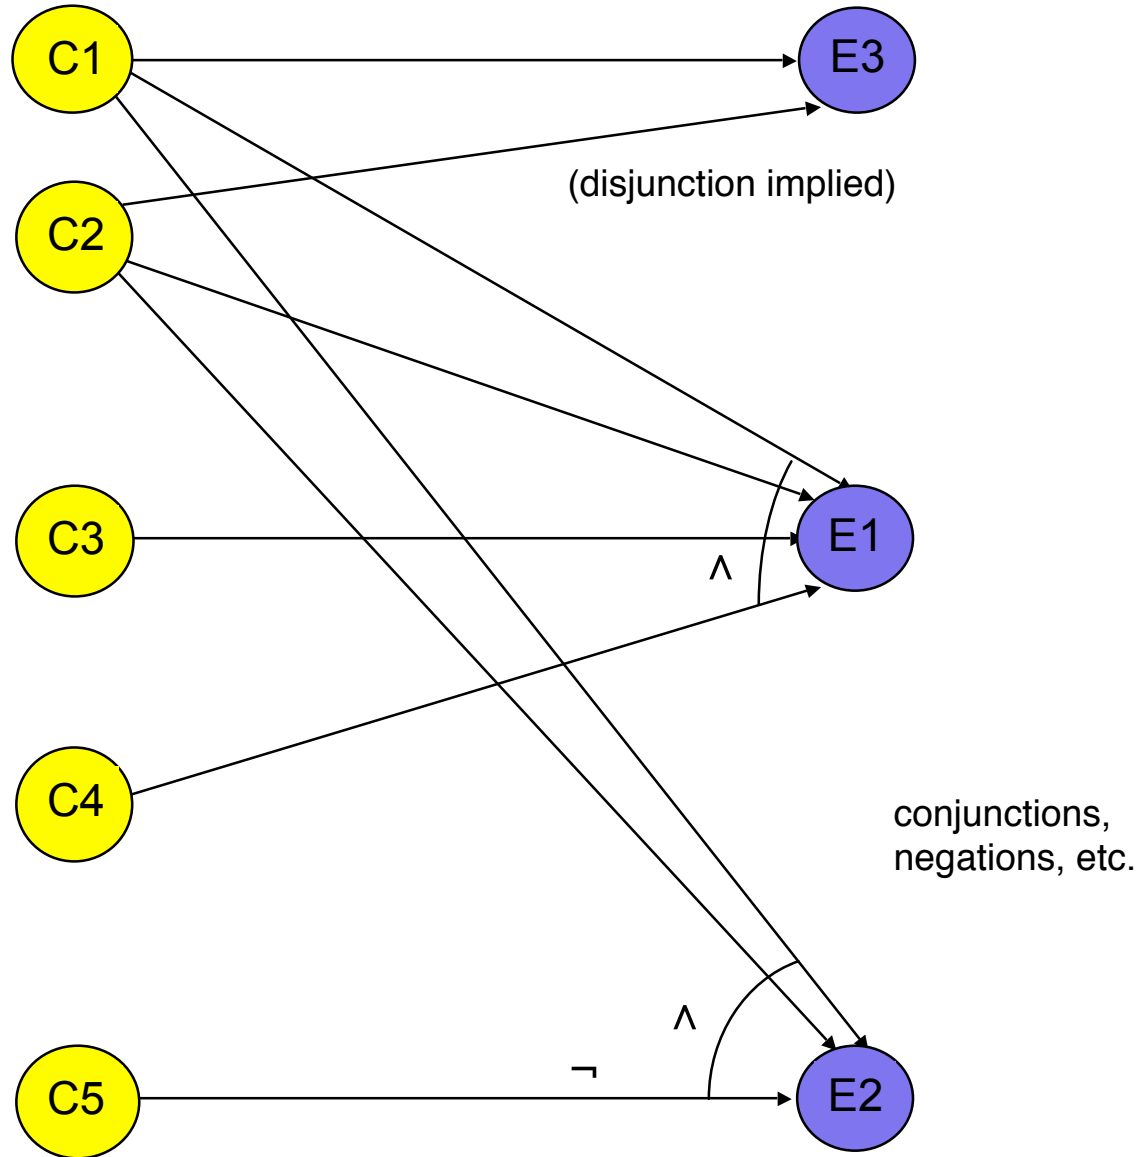 C1
E3
(disjunction implied)
C2
C3
E1
∧
C4
conjunctions,
negations, etc.
∧
¬
C5
E2